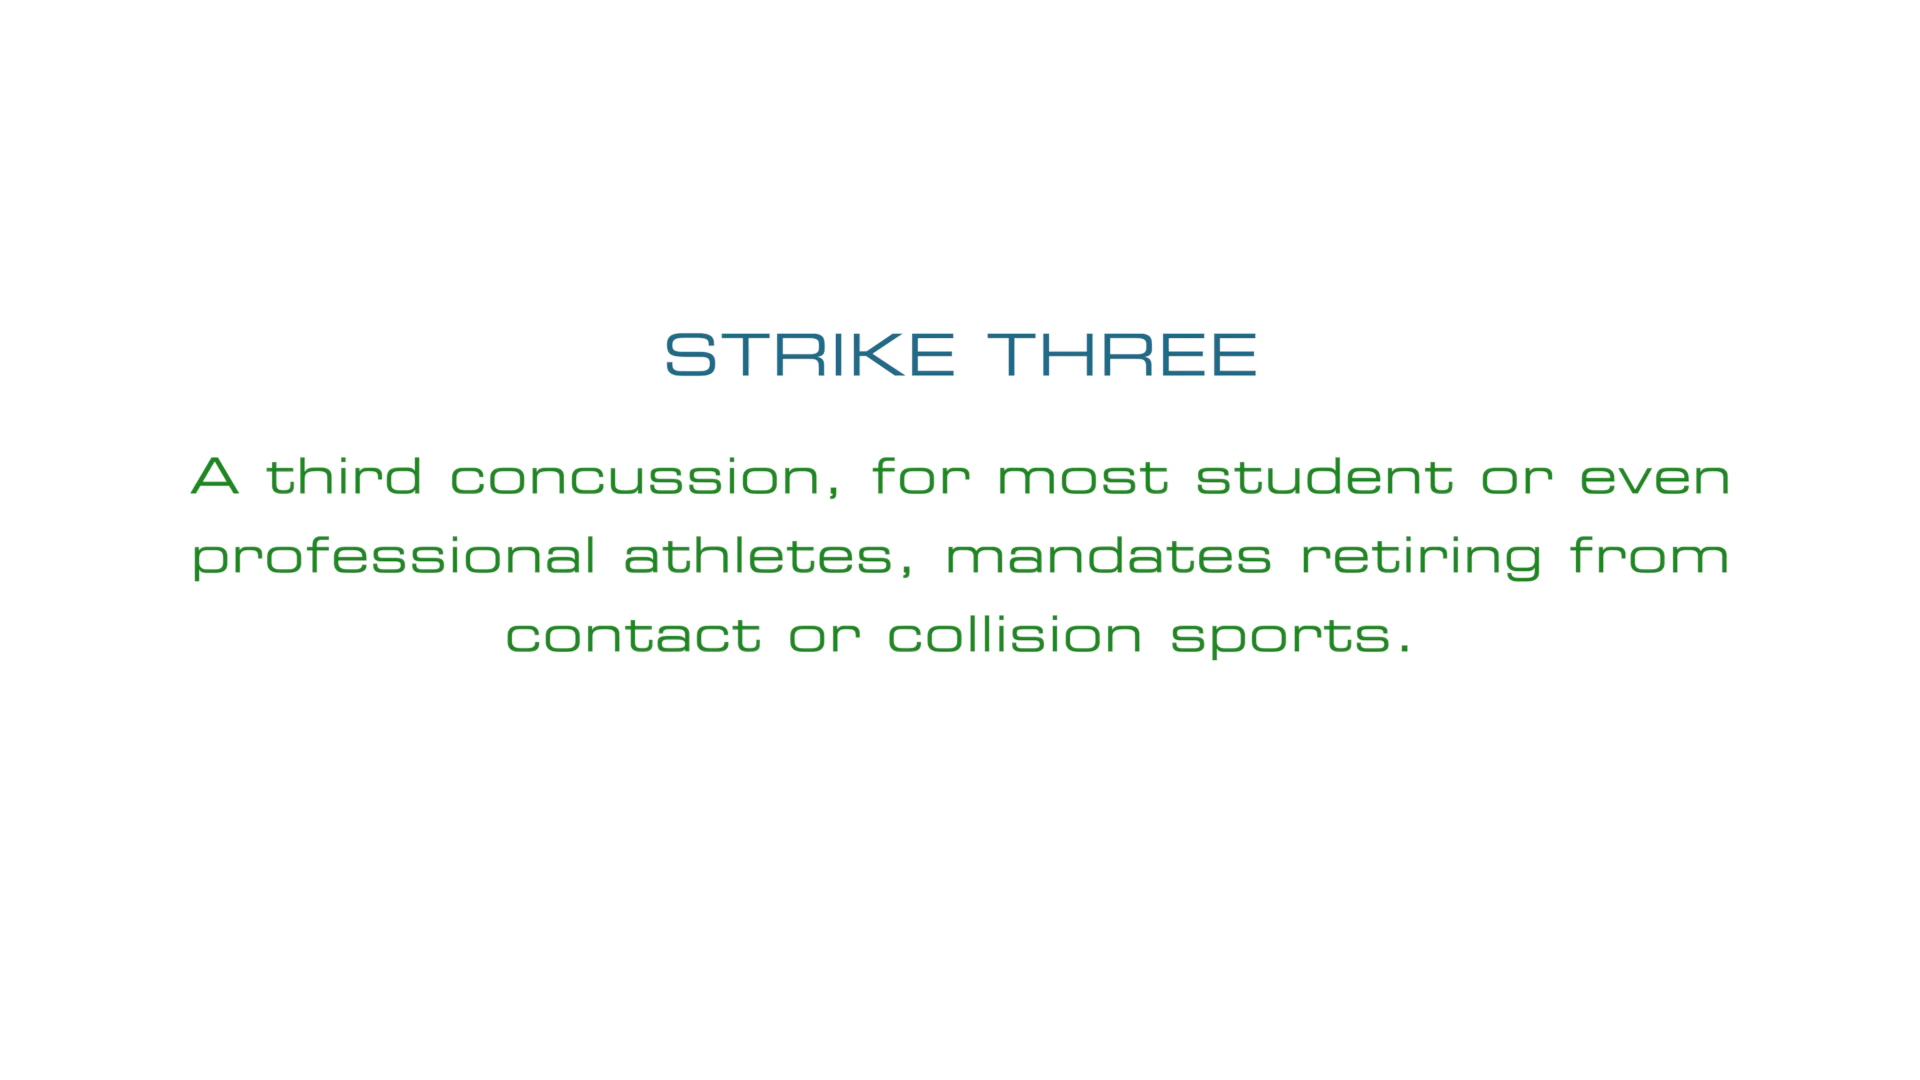 STRIKE THREE
A third concussion, for most student or even
professional athletes, mandates retiring from
contact or collision sports.